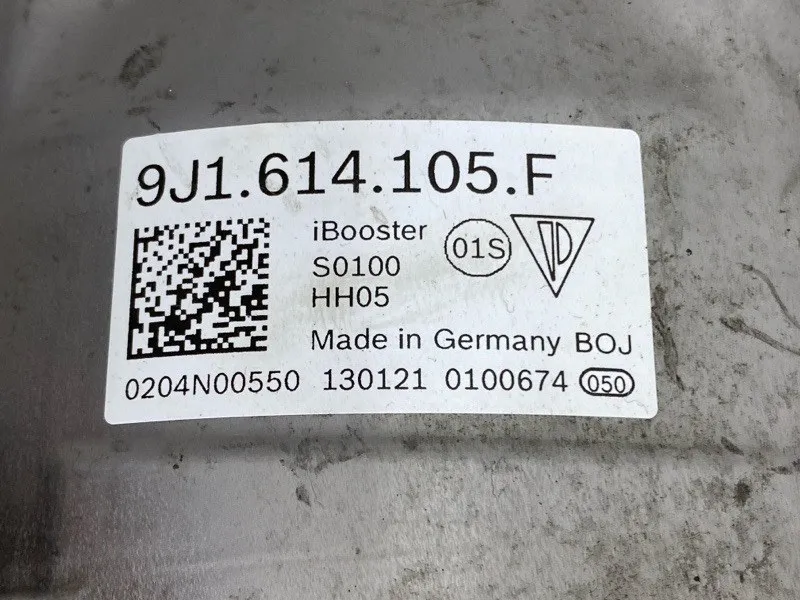 9J1.614.105.F
iBooster
01S
S0100
HH05
Made in Germany BOJ
0204N00550 130121 0100674 050